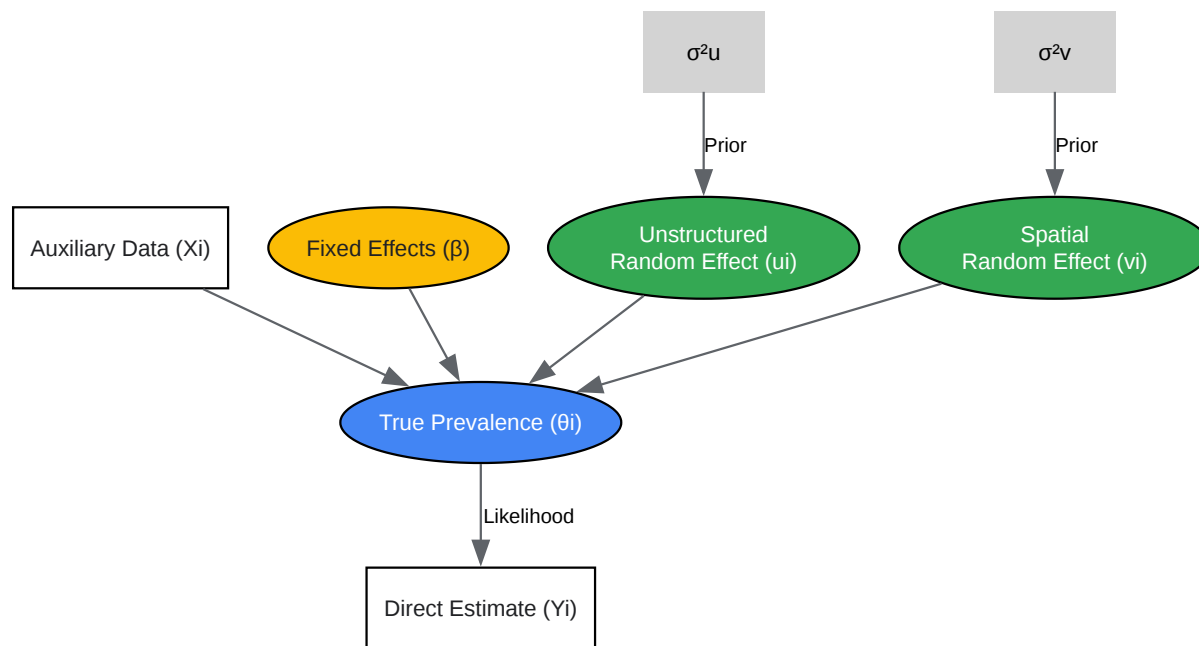 σ²u
σ²v
Prior
Prior
Auxiliary Data (Xi)
Fixed Effects (β)
Unstructured
Random Effect (ui)
Spatial
Random Effect (vi)
True Prevalence (θi)
Likelihood
Direct Estimate (Yi)